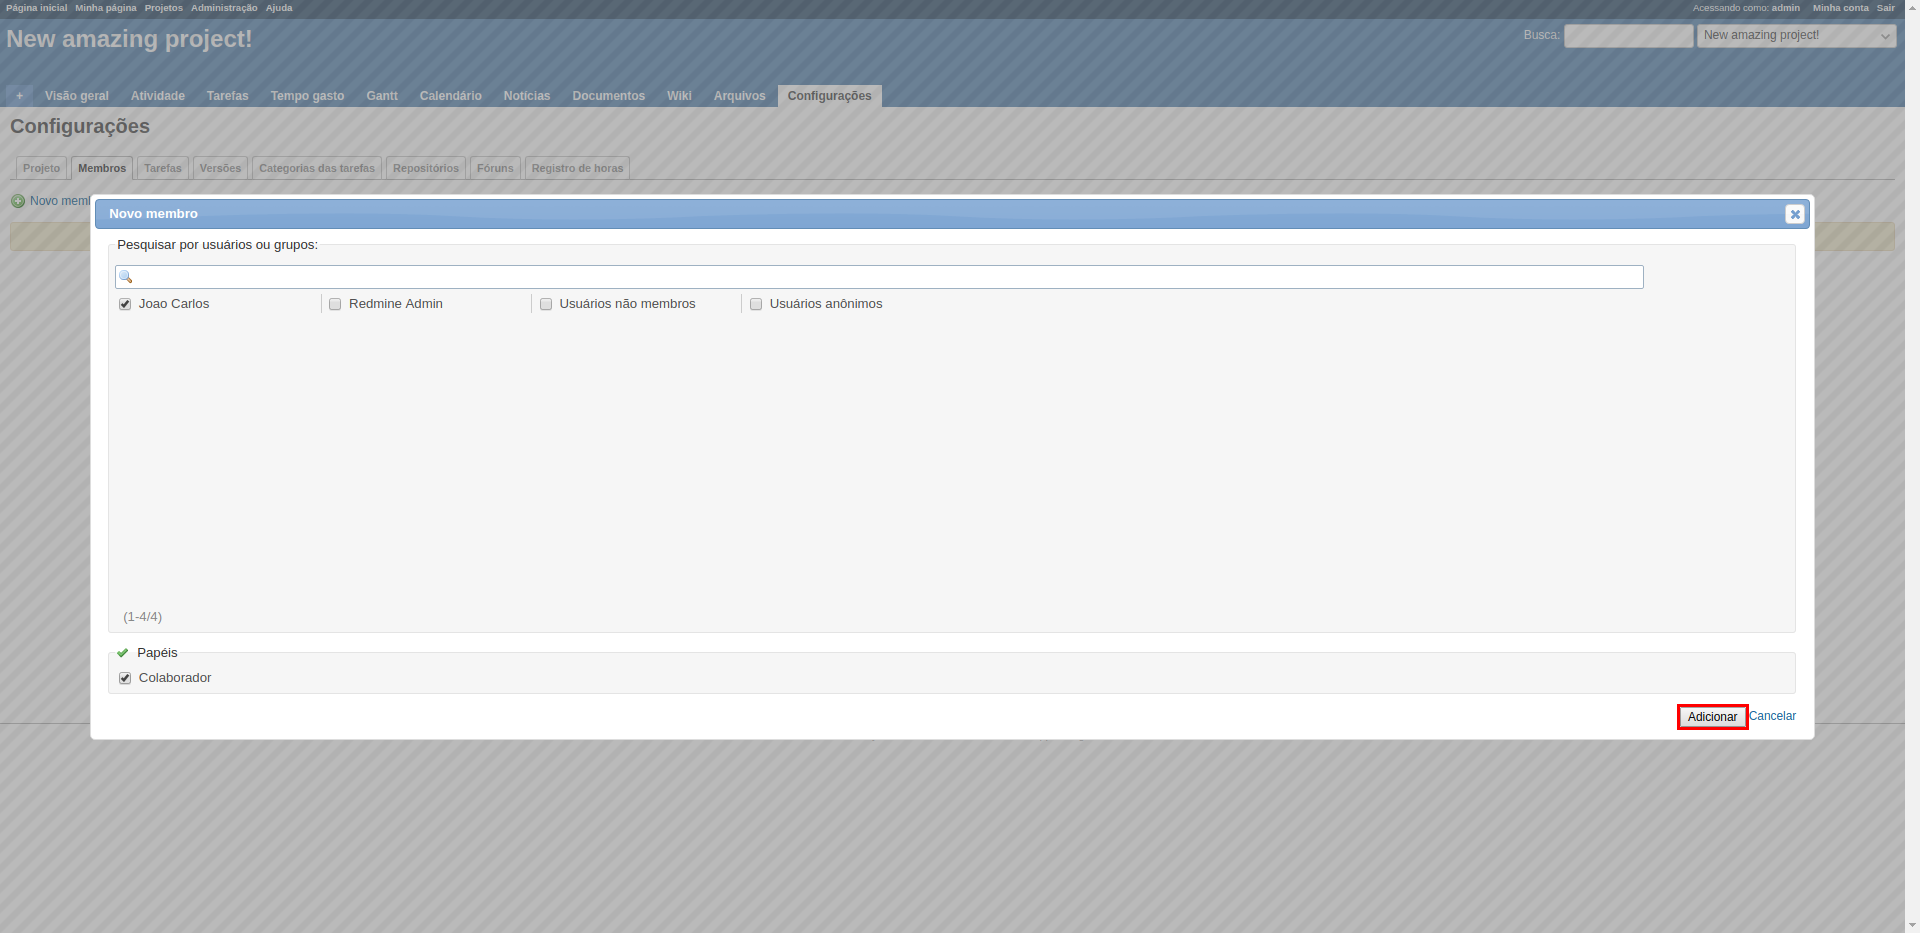 Página inicial Minha página Projetos Administração Ajuda Acessando como: admin Minha conta Sair
New amazing project! Busca: New amazing project!
+ Visão geral Atividade Tarefas Tempo gasto Gantt Calendário Notícias Documentos Wiki Arquivos Configurações
Configurações
Projeto Membros Tarefas Versões Categorias das tarefas Repositórios Fóruns Registro de horas
Novo
Novo membro
Pesquisar por usuários ou grupos:
Joao Carlos Redmine Admin Usuários não membros Usuários anônimos
(1-4/4)
Papéis
Colaborador
Adicionar Cancelar